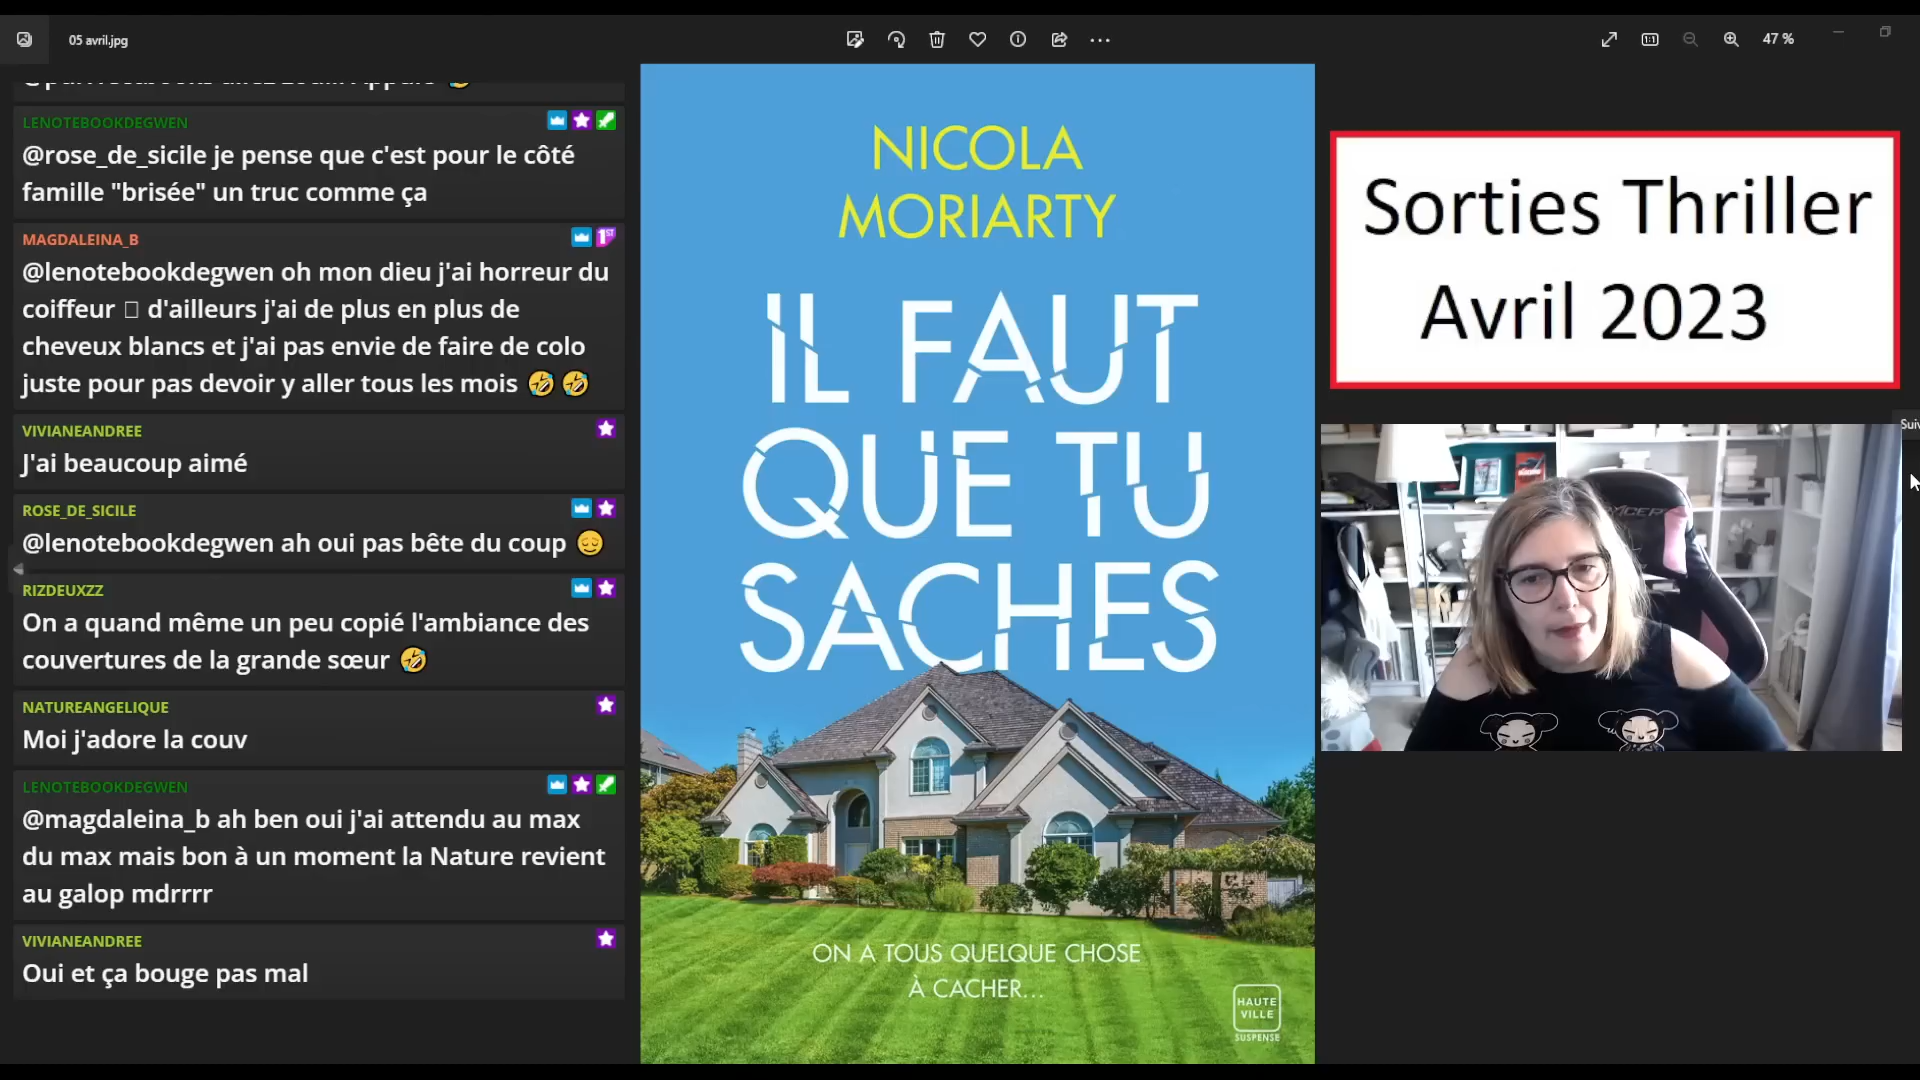 05 avril.jpg
47 %
LENOTEBOOKDEGWEN
@rose_de_sicile je pense que c'est pour le côté
famille "brisée" un truc comme ça
MAGDALEINA_B
1ST
@lenotebookdegwen oh mon dieu j'ai horreur du
coiffeur d'ailleurs j'ai de plus en plus de
cheveux blancs et j'ai pas envie de faire de colo
juste pour pas devoir y aller tous les mois 🤣 🤣
VIVIANEANDREE
J'ai beaucoup aimé
ROSE_DE_SICILE
@lenotebookdegwen ah oui pas bête du coup 😔
RIZDEUXZZ
On a quand même un peu copié l'ambiance des
couvertures de la grande sœur 🤣
NATUREANGELIQUE
Moi j'adore la couv
LENOTEBOOKDEGWEN
@magdaleina_b ah ben oui j'ai attendu au max
du max mais bon à un moment la Nature revient
au galop mdrrrr
VIVIANEANDREE
Oui et ça bouge pas mal
NICOLA
MORIARTY
IL FAUT
QUE TU
SACHES
ON A TOUS QUELQUE CHOSE
À CACHER...
HAUTE
VILLE
SUSPENSE
Sorties Thriller
Avril 2023